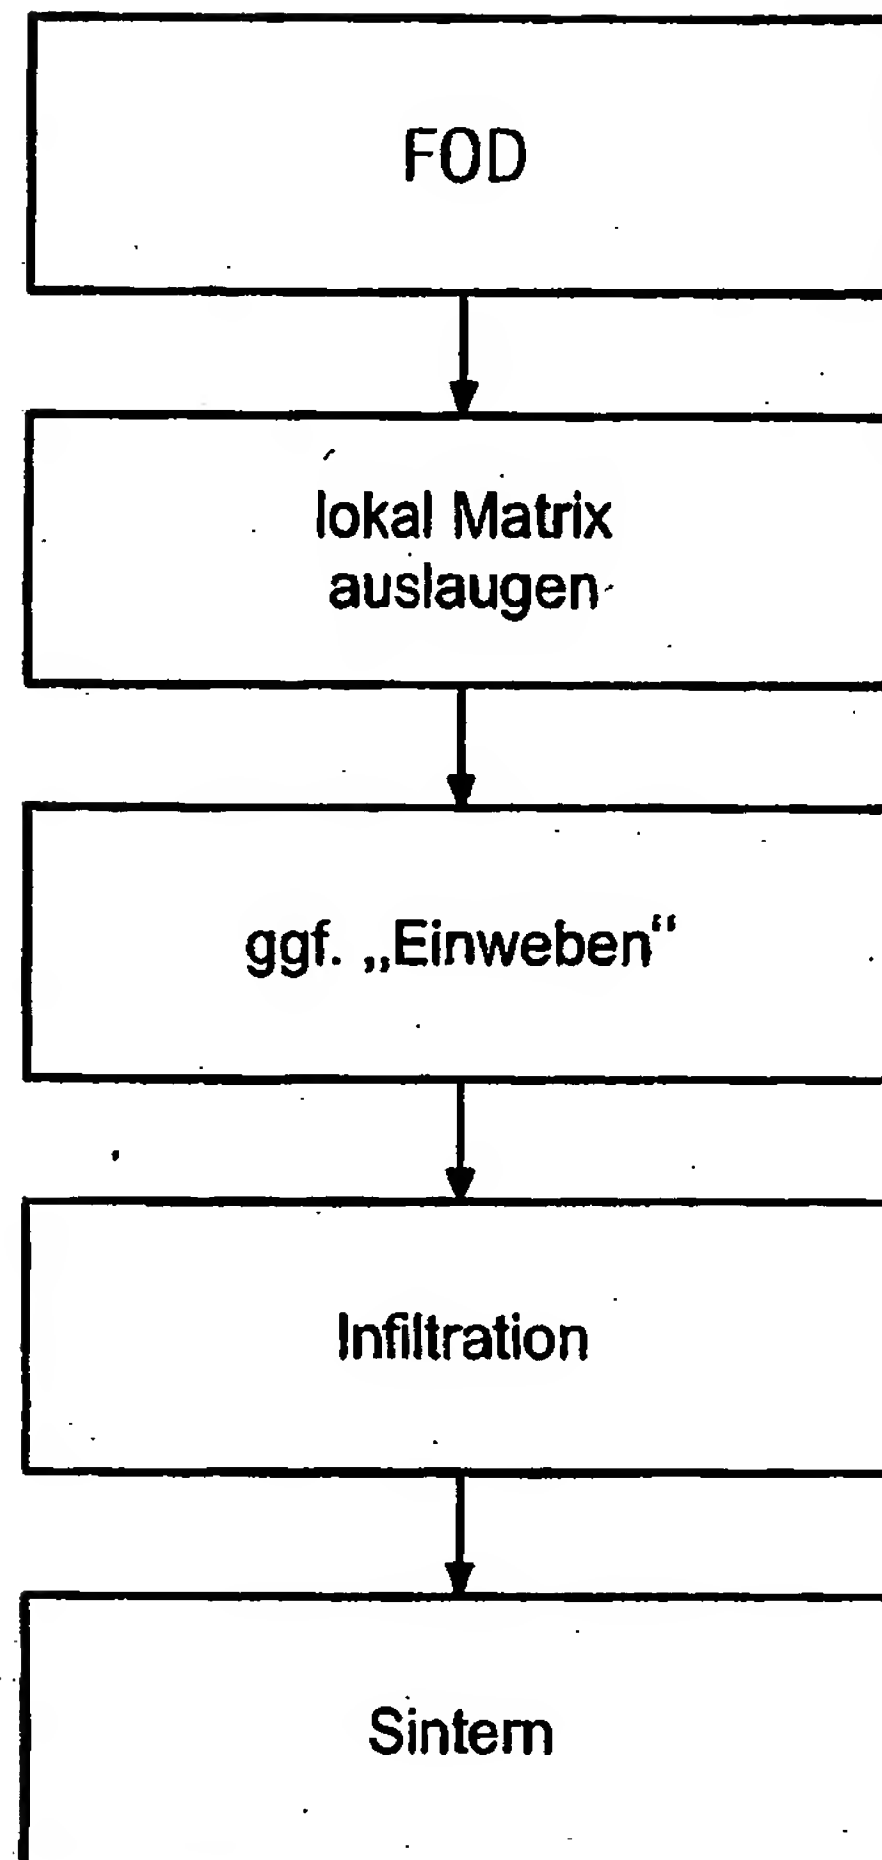 FOD
lokal Matrix
auslaugen
ggf. „Einweben“
Infiltration
Sintern